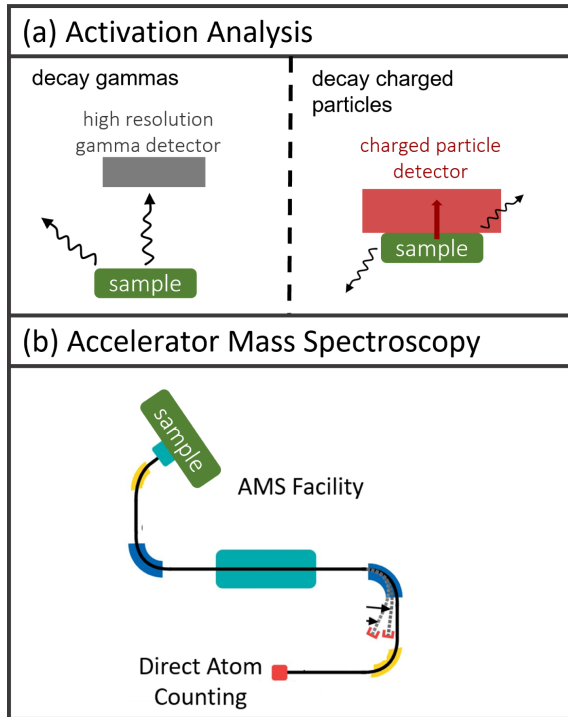 (a) Activation Analysis
decay gammas
high resolution
gamma detector
sample
decay charged
particles
charged particle
detector
sample
(b) Accelerator Mass Spectroscopy
sample
AMS Facility
Direct Atom
Counting